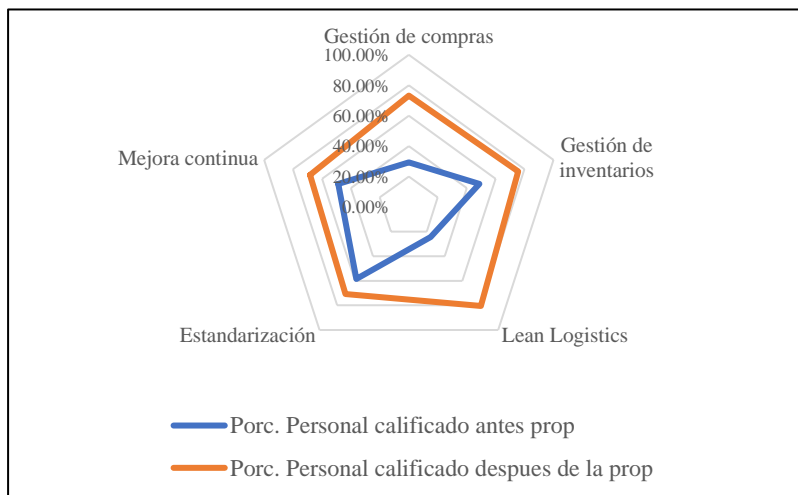 Gestión de compras
100.00%
80.00%
60.00%
40.00%
20.00%
0.00%
Mejora continua
Gestión de
inventarios
Estandarización
Lean Logistics
Porc. Personal calificado antes prop
Porc. Personal calificado despues de la prop